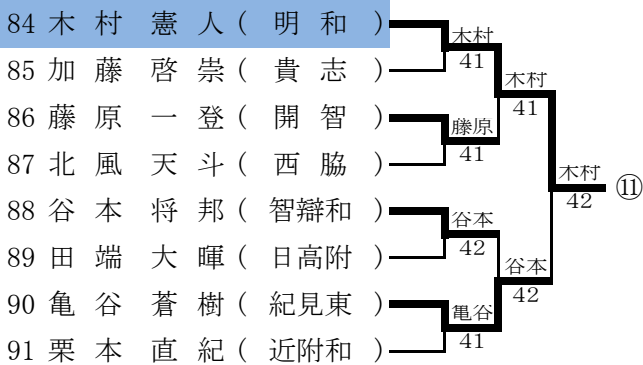 84 木村 憲人 ( 明和 )
85 加藤 啓崇 ( 貴志 )
86 藤原 一登 ( 開智 )
87 北風 天斗 ( 西脇 )
88 谷本 将邦 ( 智辯和 )
89 田端 大暉 ( 日高附 )
90 亀谷 蒼樹 ( 紀見東 )
91 栗本 直紀 ( 近附和 )
木村
41
藤原
41
谷本
42
亀谷
41
木村
41
谷本
42
木村
42
⑪